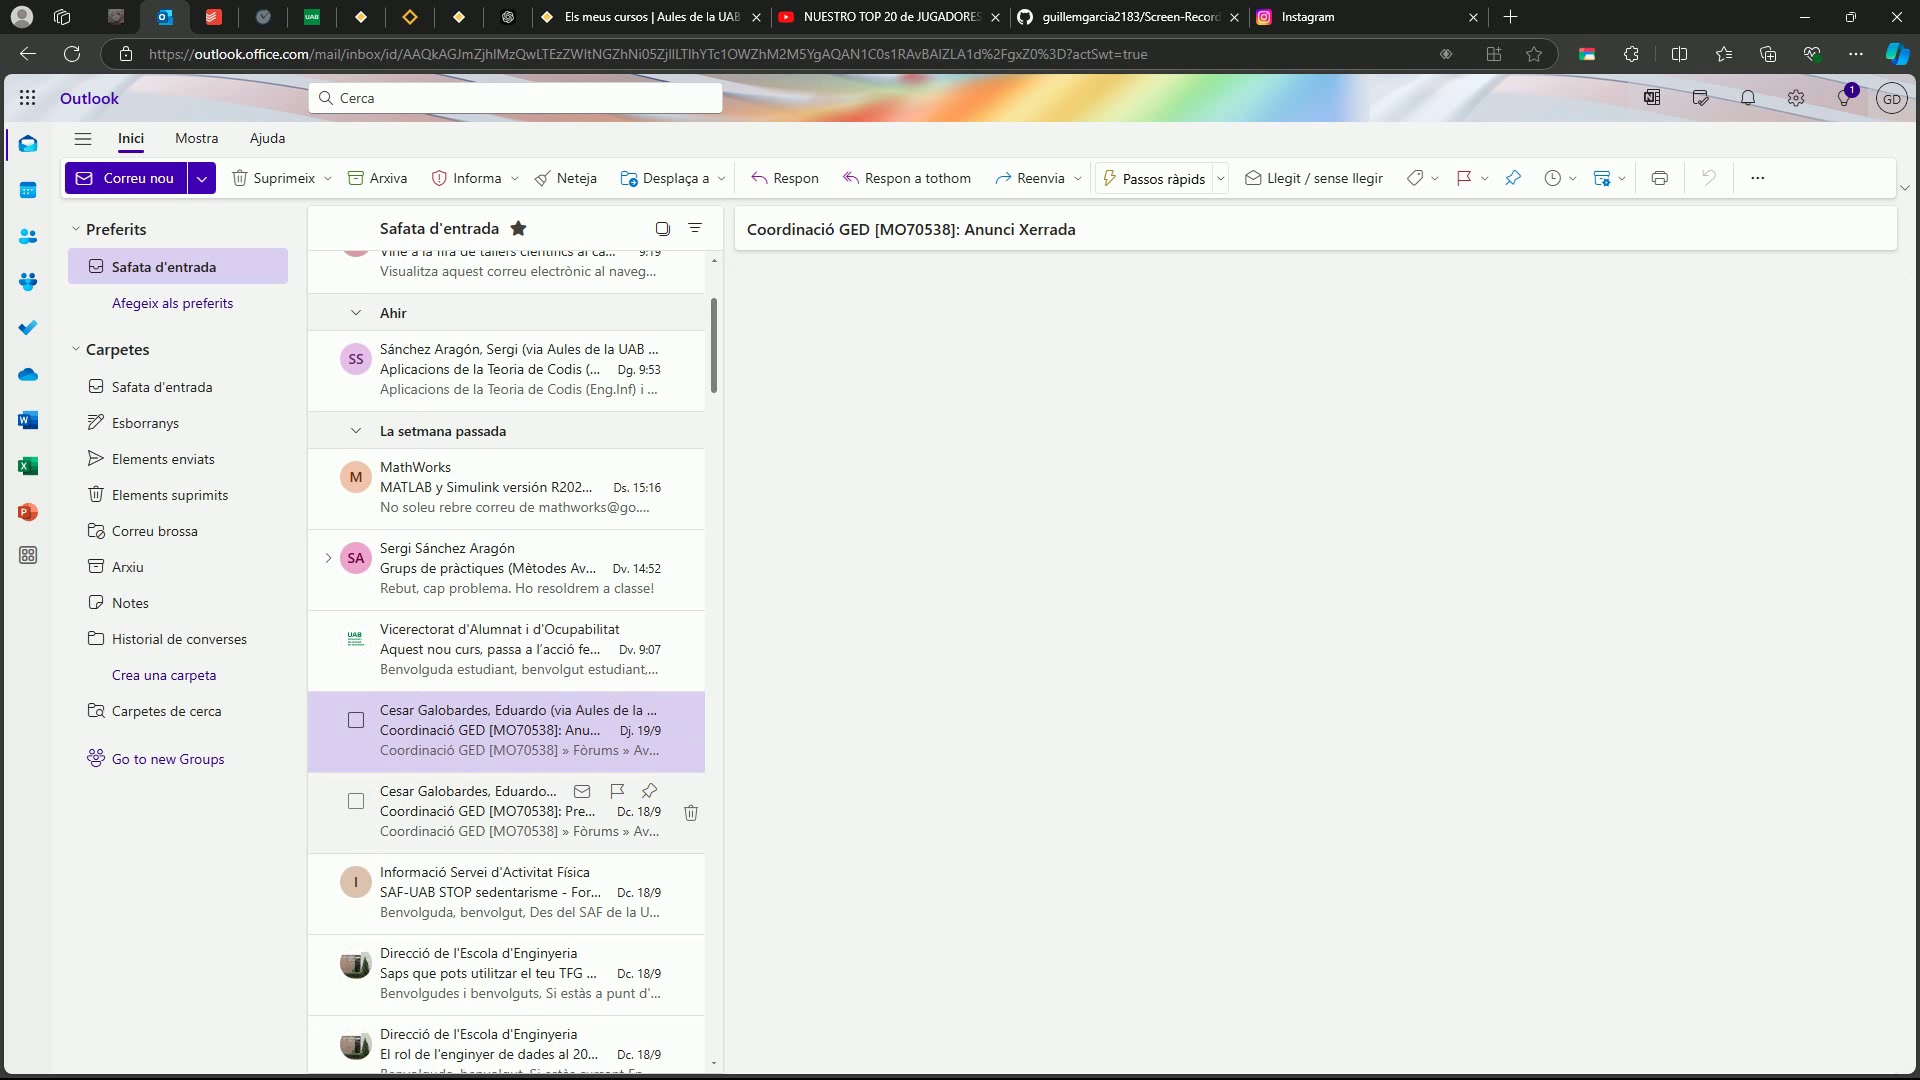 Els meus cursos | Aules de la UAB
NUESTRO TOP 20 de JUGADORES
guillemgarcia2183/Screen-Record
Instagram
https://outlook.office.com/mail/inbox/id/
Outlook
Cerca
1
GD
Inici
Mostra
Ajuda
Correu nou
Suprimeix
Arxiva
Informa
Neteja
Desplaça a
Respon
Respon a tothom
Reenvia
Passos ràpids
Llegit / sense llegir
Preferits
Safata d'entrada
Afegeix als preferits
Carpetes
Safata d'entrada
Esborranys
Elements enviats
Elements suprimits
Correu brossa
Arxiu
Notes
Historial de converses
Crea una carpeta
Carpetes de cerca
Go to new Groups
Safata d'entrada
Vine a la fira de tallers científics al ca... 9:19
Visualitza aquest correu electrònic al naveg...
Ahir
SS
Sánchez Aragón, Sergi (via Aules de la UAB ...
Aplicacions de la Teoria de Codis (... Dg. 9:53
Aplicacions de la Teoria de Codis (Eng.Inf) i ...
La setmana passada
M
MathWorks
MATLAB y Simulink versión R202... Ds. 15:16
No soleu rebre correu de mathworks@go....
SA
Sergi Sánchez Aragón
Grups de pràctiques (Mètodes Av... Dv. 14:52
Rebut, cap problema. Ho resoldrem a classe!
UAB
Vicerectorat d'Alumnat i d'Ocupabilitat
Aquest nou curs, passa a l'acció fe... Dv. 9:07
Benvolguda estudiant, benvolgut estudiant,...
Cesar Galobardes, Eduardo (via Aules de la ...
Coordinació GED [MO70538]: Anu... Dj. 19/9
Coordinació GED [MO70538] » Fòrums » Av...
Cesar Galobardes, Eduardo...
Coordinació GED [MO70538]: Pre... Dc. 18/9
Coordinació GED [MO70538] » Fòrums » Av...
I
Informació Servei d'Activitat Física
SAF-UAB STOP sedentarisme - For... Dc. 18/9
Benvolguda, benvolgut, Des del SAF de la U...
Direcció de l'Escola d'Enginyeria
Saps que pots utilitzar el teu TFG ... Dc. 18/9
Benvolgudes i benvolguts, Si estàs a punt d'...
Direcció de l'Escola d'Enginyeria
El rol de l'enginyer de dades al 20... Dc. 18/9
Coordinació GED [MO70538]: Anunci Xerrada